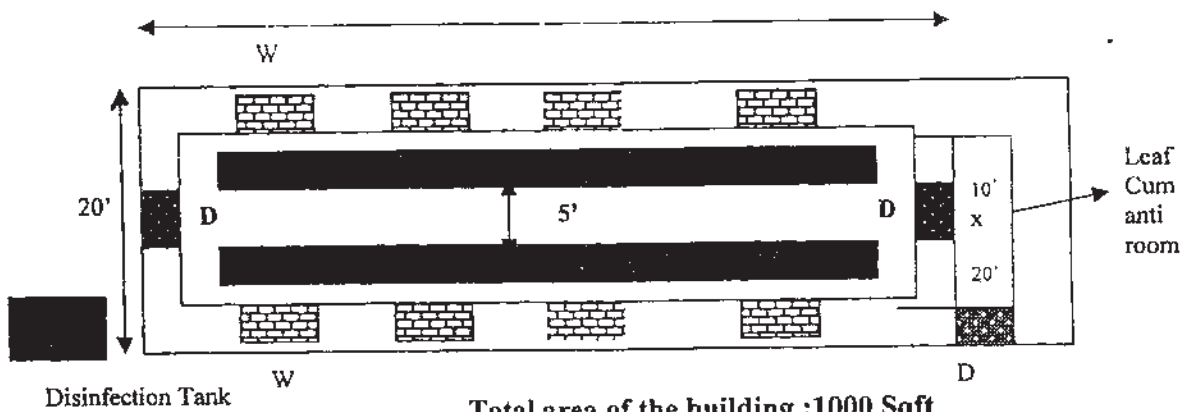 W
20'
D
5'
D
10'
x
20'
Leaf
Cum
anti
room
Disinfection Tank
W
D
Total area of the building :1000 Sqft